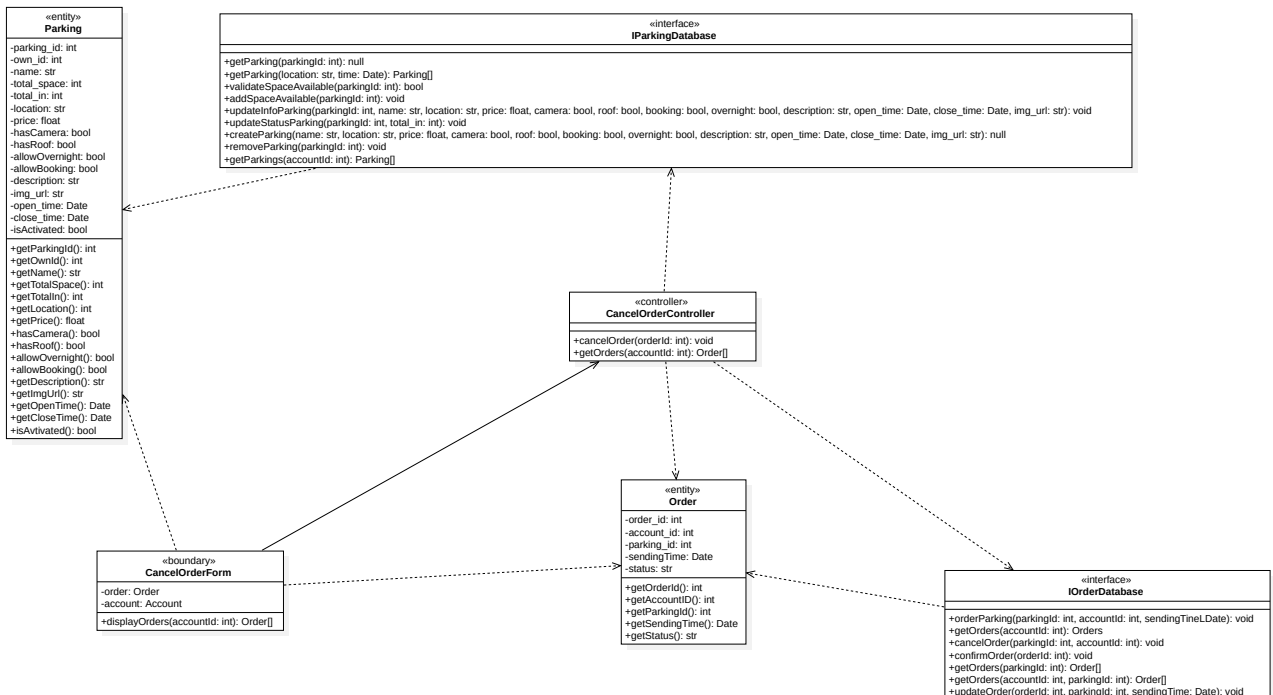 «entity»
Parking
-parking_id: int
-own_id: int
-name: str
-total_space: int
-total_in: int
-location: str
-price: float
-hasCamera: bool
-hasRoof: bool
-allowOvernight: bool
-allowBooking: bool
-description: str
-img_url: str
-open_time: Date
-close_time: Date
-isActivated: bool
+getParkingId(): int
+getOwnId(): int
+getName(): str
+getTotalSpace(): int
+getTotalIn(): int
+getLocation(): int
+getPrice(): float
+hasCamera(): bool
+hasRoof(): bool
+allowOvernight(): bool
+allowBooking(): bool
+getDescription(): str
+getImgUrl(): str
+getOpenTime(): Date
+getCloseTime(): Date
+isAvtivated(): bool
«interface»
IParkingDatabase
+getParking(parkingId: int): null
+getParking(location: str, time: Date): Parking[]
+validateSpaceAvailable(parkingId: int): bool
+addSpaceAvailable(parkingId: int): void
+updateInfoParking(parkingId: int, name: str, location: str, price: float, camera: bool, roof: bool, booking: bool, overnight: bool, description: str, open_time: Date, close_time: Date, img_url: str): void
+updateStatusParking(parkingId: int, total_in: int): void
+createParking(name: str, location: str, price: float, camera: bool, roof: bool, booking: bool, overnight: bool, description: str, open_time: Date, close_time: Date, img_url: str): null
+removeParking(parkingId: int): void
+getParkings(accountId: int): Parking[]
«controller»
CancelOrderController
+cancelOrder(orderId: int): void
+getOrders(accountId: int): Order[]
«entity»
Order
-order_id: int
-account_id: int
-parking_id: int
-sendingTime: Date
-status: str
+getOrderId(): int
+getAccountID(): int
+getParkingId(): int
+getSendingTime(): Date
+getStatus(): str
«boundary»
CancelOrderForm
-order: Order
-account: Account
+displayOrders(accountId: int): Order[]
«interface»
IOrderDatabase
+orderParking(parkingId: int, accountId: int, sendingTineLDate): void
+getOrders(accountId: int): Orders
+cancelOrder(parkingId: int, accountId: int): void
+confirmOrder(orderId: int): void
+getOrders(parkingId: int): Order[]
+getOrders(accountId: int, parkingId: int): Order[]
+updateOrder(orderId: int, parkingId: int, sendingTime: Date): void